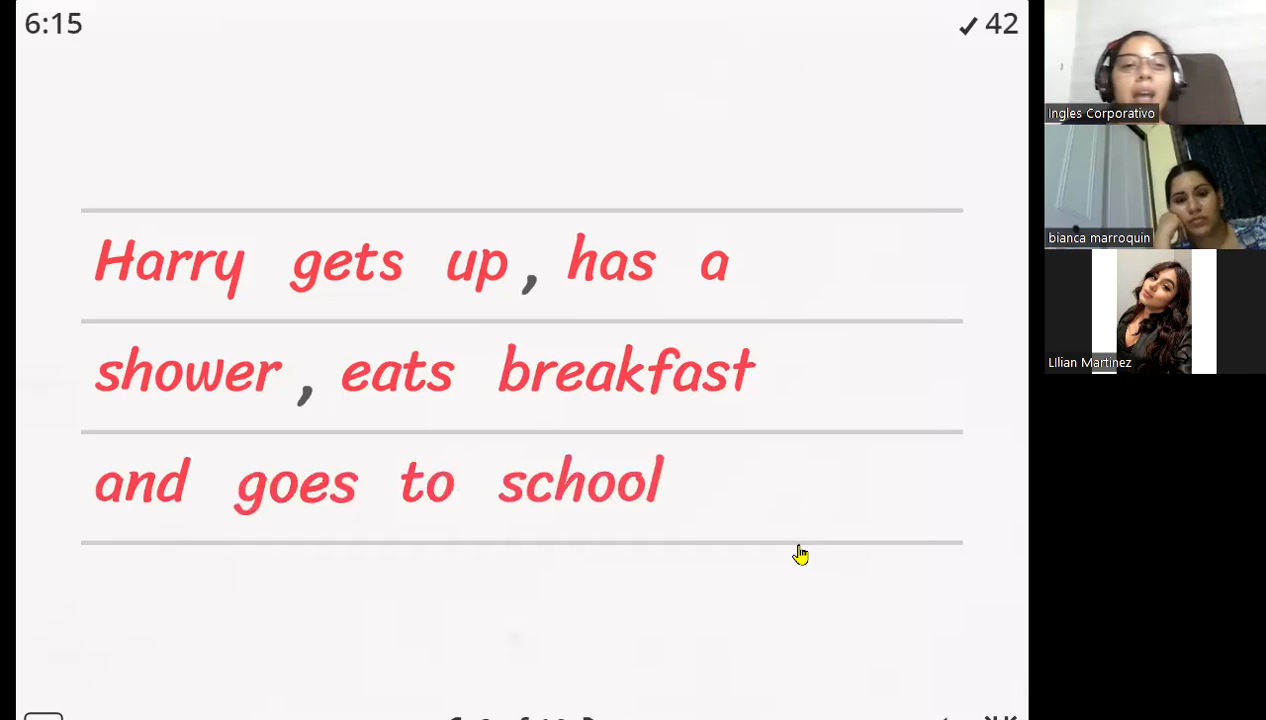 6:15
✓ 42
Harry gets up, has a
shower, eats breakfast
and goes to school
Ingles Corporativo
bianca marroquin
LIlian Martinez